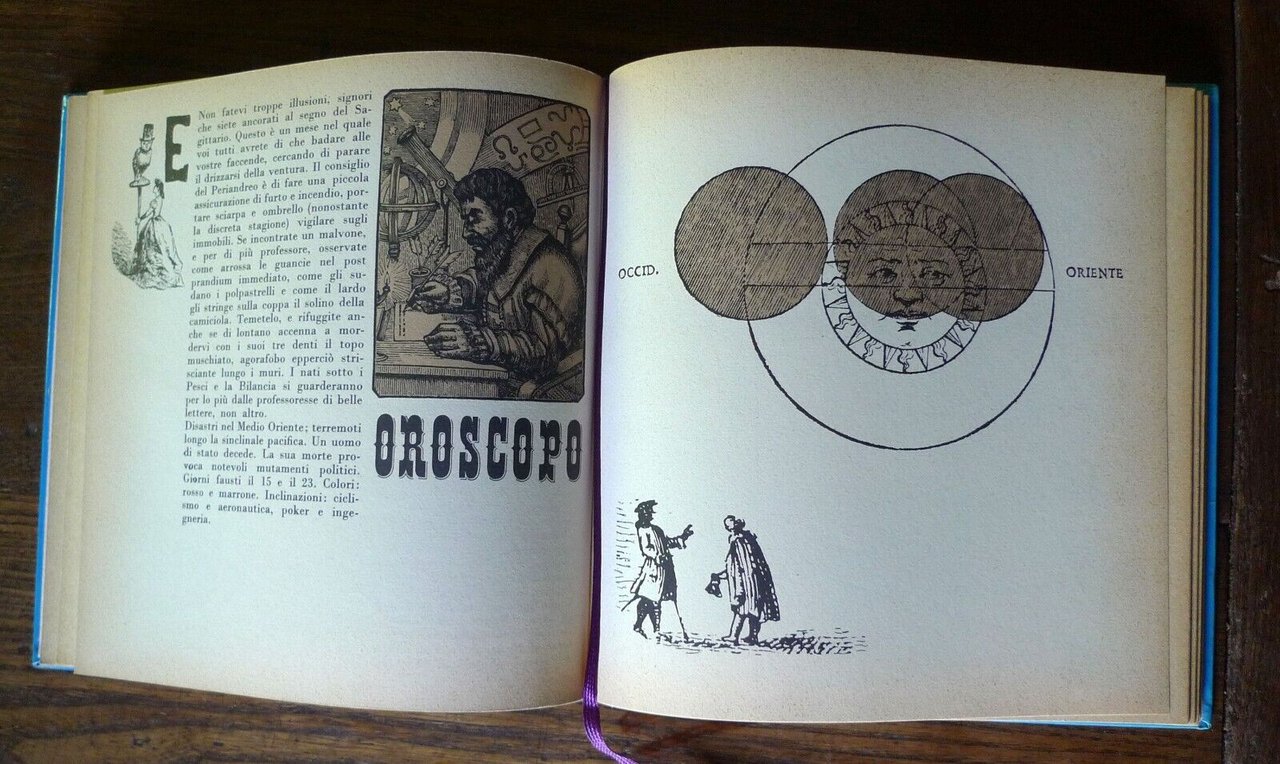 E
Non fatevi troppe illusioni, signori
che siete ancorati al segno del Sa-
gittario. Questo è un mese nel quale
voi tutti avrete di che badare alle
vostre faccende, cercando di parare
il drizzarsi della ventura. Il consiglio
del Periandreo è di fare una piccola
assicurazione di furto e incendio, por-
tare sciarpa e ombrello (nonostante
la discreta stagione) vigilare sugli
immobili. Se incontrate un malvone,
e per di più professore, osservate
come arrossa le guancie nel post
prandium immediato, come gli su-
dano i polpastrelli e come il lardo
gli stringe sulla coppa il solino della
camiciola. Temetelo, e rifuggite an-
che se di lontano accenna a mor-
dervi con i suoi tre denti il topo
muschiato, agorafobo epperciò stri-
sciante lungo i muri. I nati sotto i
Pesci e la Bilancia si guarderanno
per lo più dalle professoresse di belle
lettere, non altro.
Disastri nel Medio Oriente; terremoti
longo la sinclinale pacifica. Un uomo
di stato decede. La sua morte pro-
voca notevoli mutamenti politici.
Giorni fausti il 15 e il 23. Colori:
rosso e marrone. Inclinazioni: cicli-
smo e aeronautica, poker e inge-
gneria.
OROSCOPO
OCCID.
ORIENTE